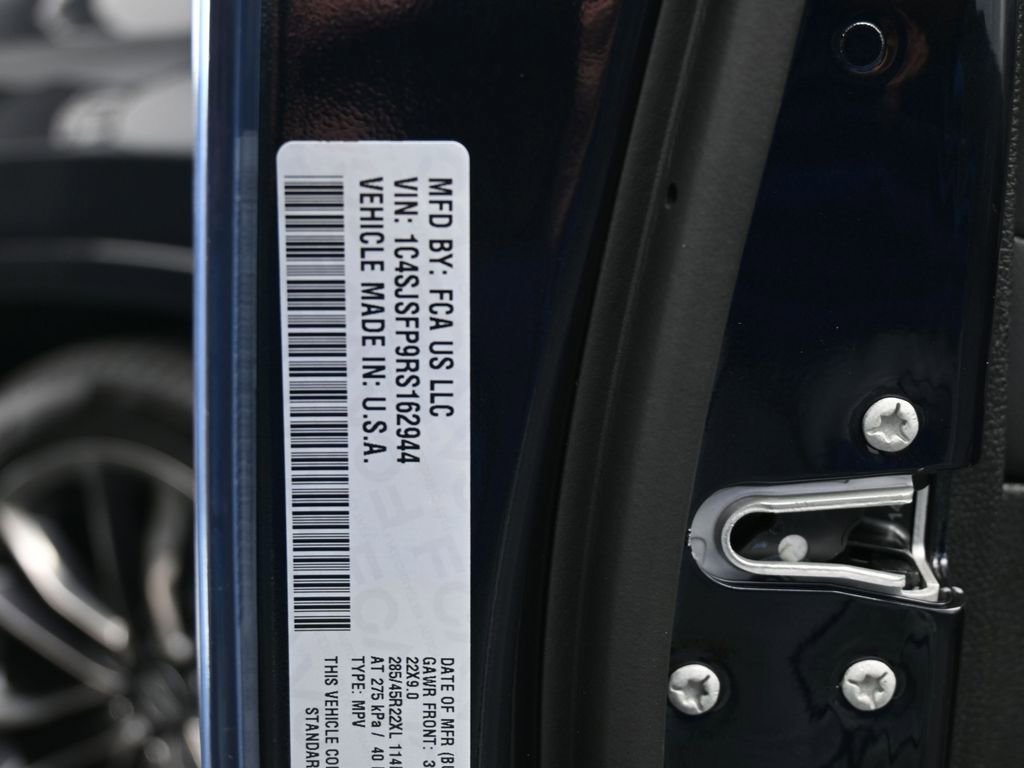 MFD BY: FCA US LLC
VIN: 1C4SJSFP9RS162944
VEHICLE MADE IN: U.S.A.
DATE OF MFR
GAWR FRONT:
22X9.0
285/45R22XL
AT 275 kPa / 40
TYPE: MPV
THIS VEHICLE